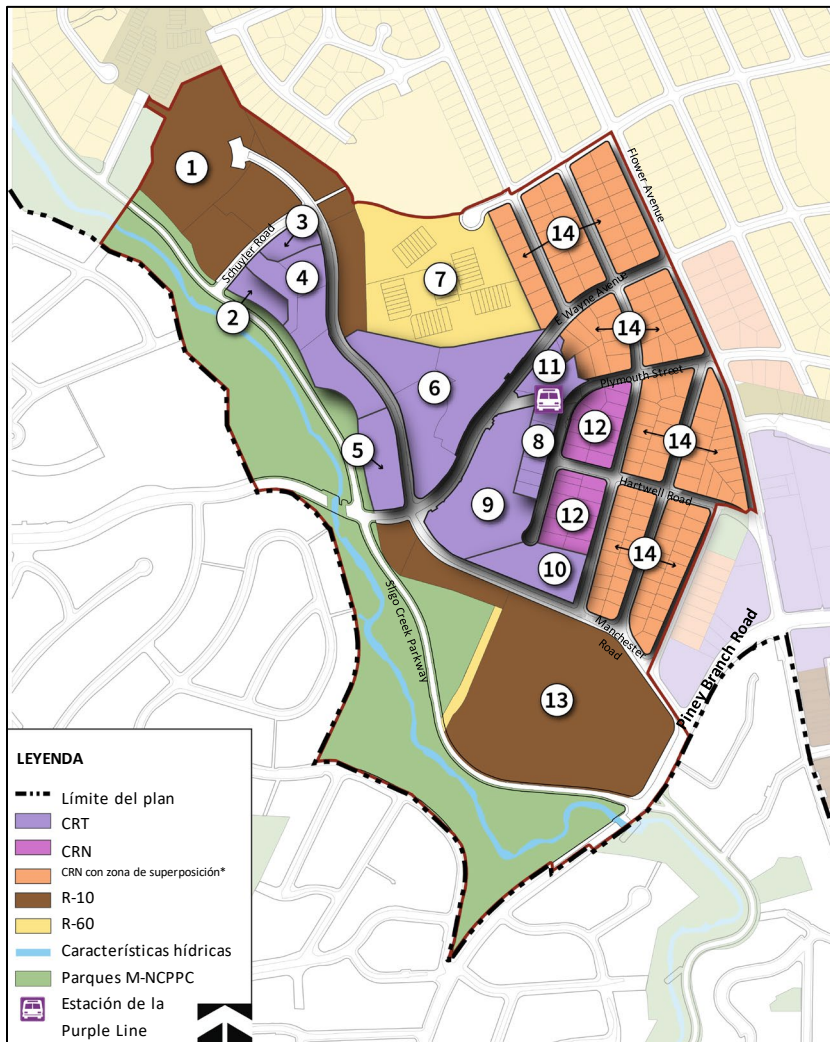 Flower Avenue
1
14
3
Schuyler Road
4
7
2
E Wayne Avenue
14
11
Plymouth Street
6
12
8
14
5
Hartwell Road
9
12
14
10
Sligo Creek Parkway
Manchester
Road
13
Piney Branch Road
LEYENDA
Límite del plan
CRT
CRN
CRN con zona de superposición*
R-10
R-60
Características hídricas
Parques M-NCPPC
Estación de la
Purple Line